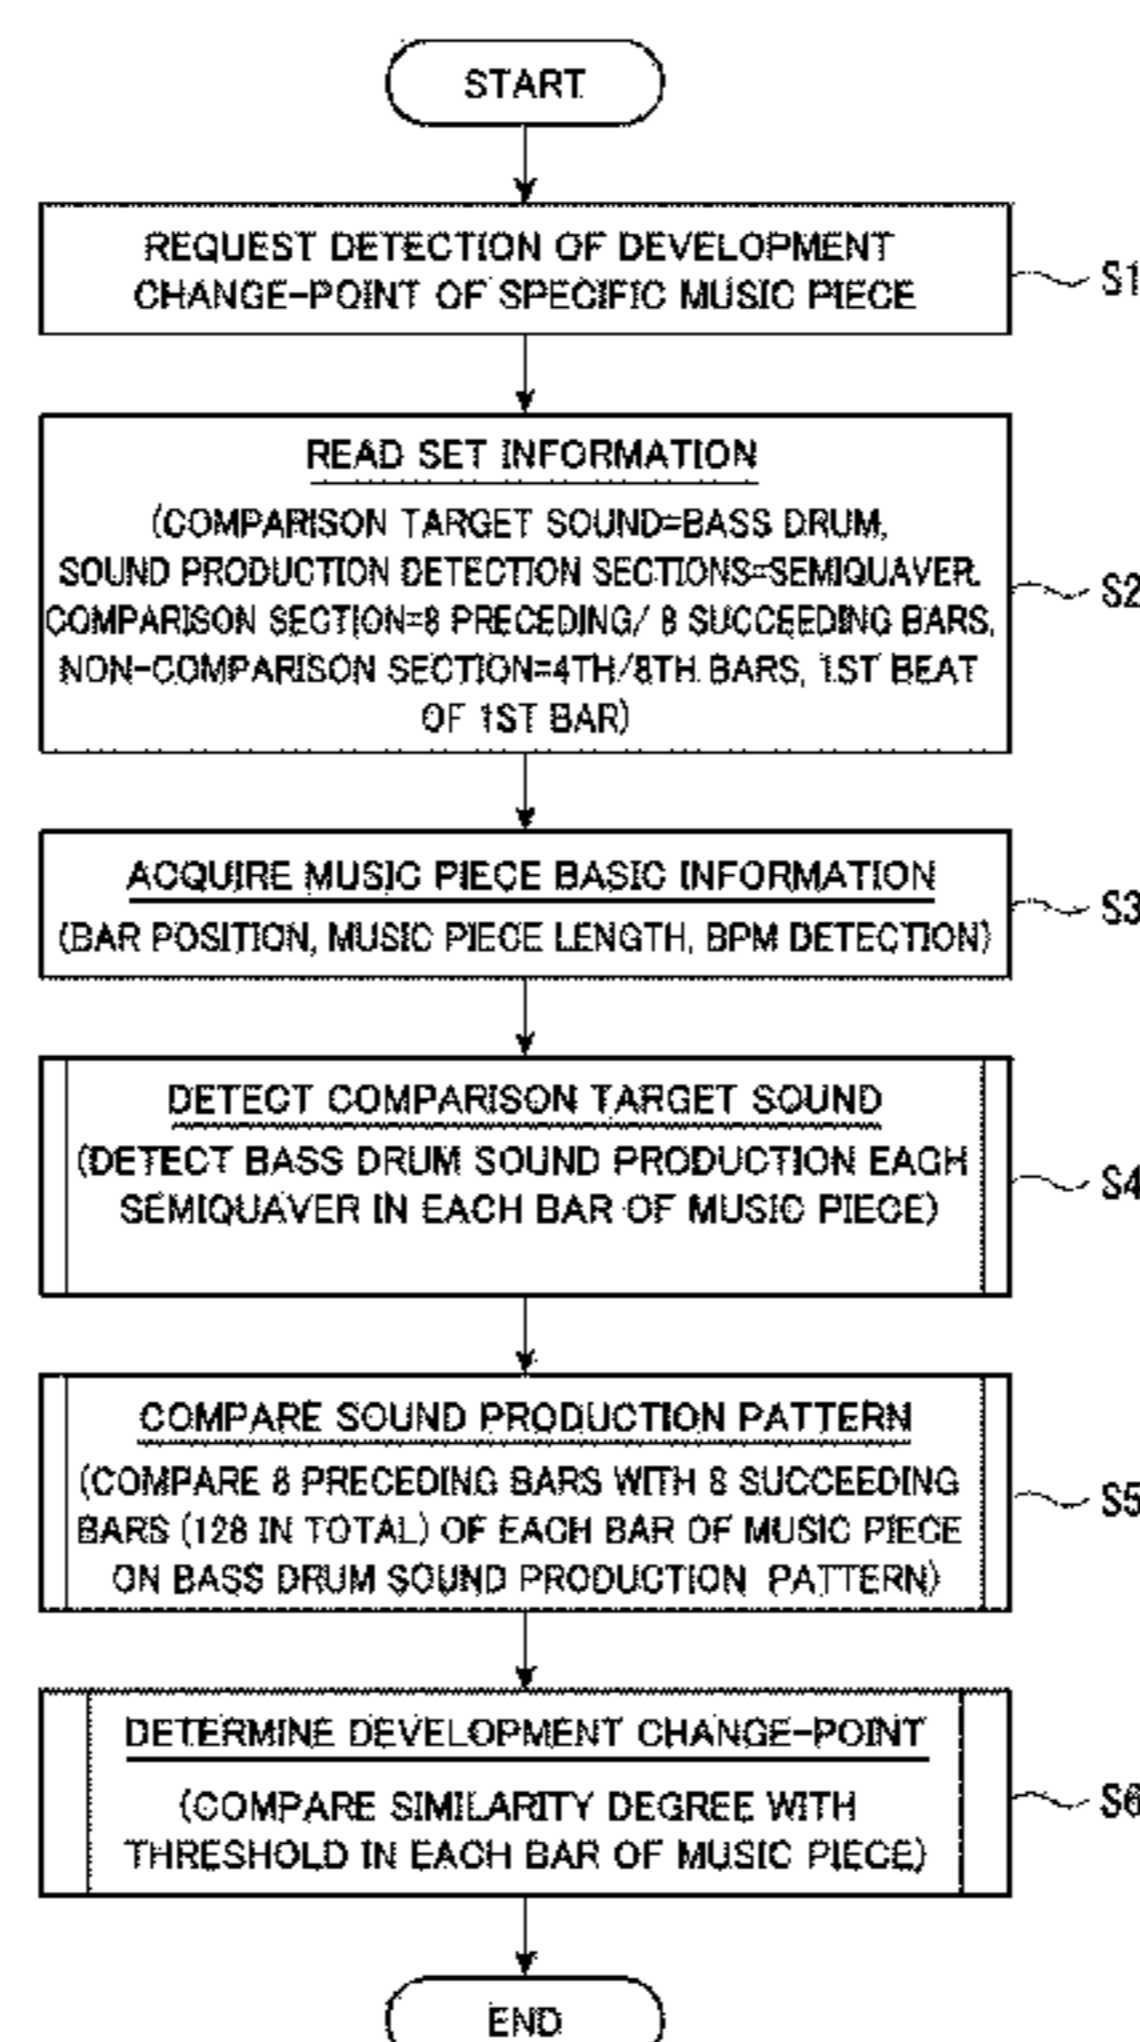 START
REQUEST DETECTION OF DEVELOPMENT
CHANGE-POINT OF SPECIFIC MUSIC PIECE
S1
READ SET INFORMATION
(COMPARISON TARGET SOUND=BASS DRUM,
SOUND PRODUCTION DETECTION SECTIONS=SEMIQUAVER,
COMPARISON SECTION=8 PRECEDING/ 8 SUCCEEDING BARS,
NON-COMPARISON SECTION=4TH/8TH BARS, 1ST BEAT
OF 1ST BAR)
S2
ACQUIRE MUSIC PIECE BASIC INFORMATION
(BAR POSITION, MUSIC PIECE LENGTH, BPM DETECTION)
S3
DETECT COMPARISON TARGET SOUND
(DETECT BASS DRUM SOUND PRODUCTION EACH
SEMIQUAVER IN EACH BAR OF MUSIC PIECE)
S4
COMPARE SOUND PRODUCTION PATTERN
(COMPARE 8 PRECEDING BARS WITH 8 SUCCEEDING
BARS (128 IN TOTAL) OF EACH BAR OF MUSIC PIECE
ON BASS DRUM SOUND PRODUCTION PATTERN)
S5
DETERMINE DEVELOPMENT CHANGE-POINT
(COMPARE SIMILARITY DEGREE WITH
THRESHOLD IN EACH BAR OF MUSIC PIECE)
S6
END